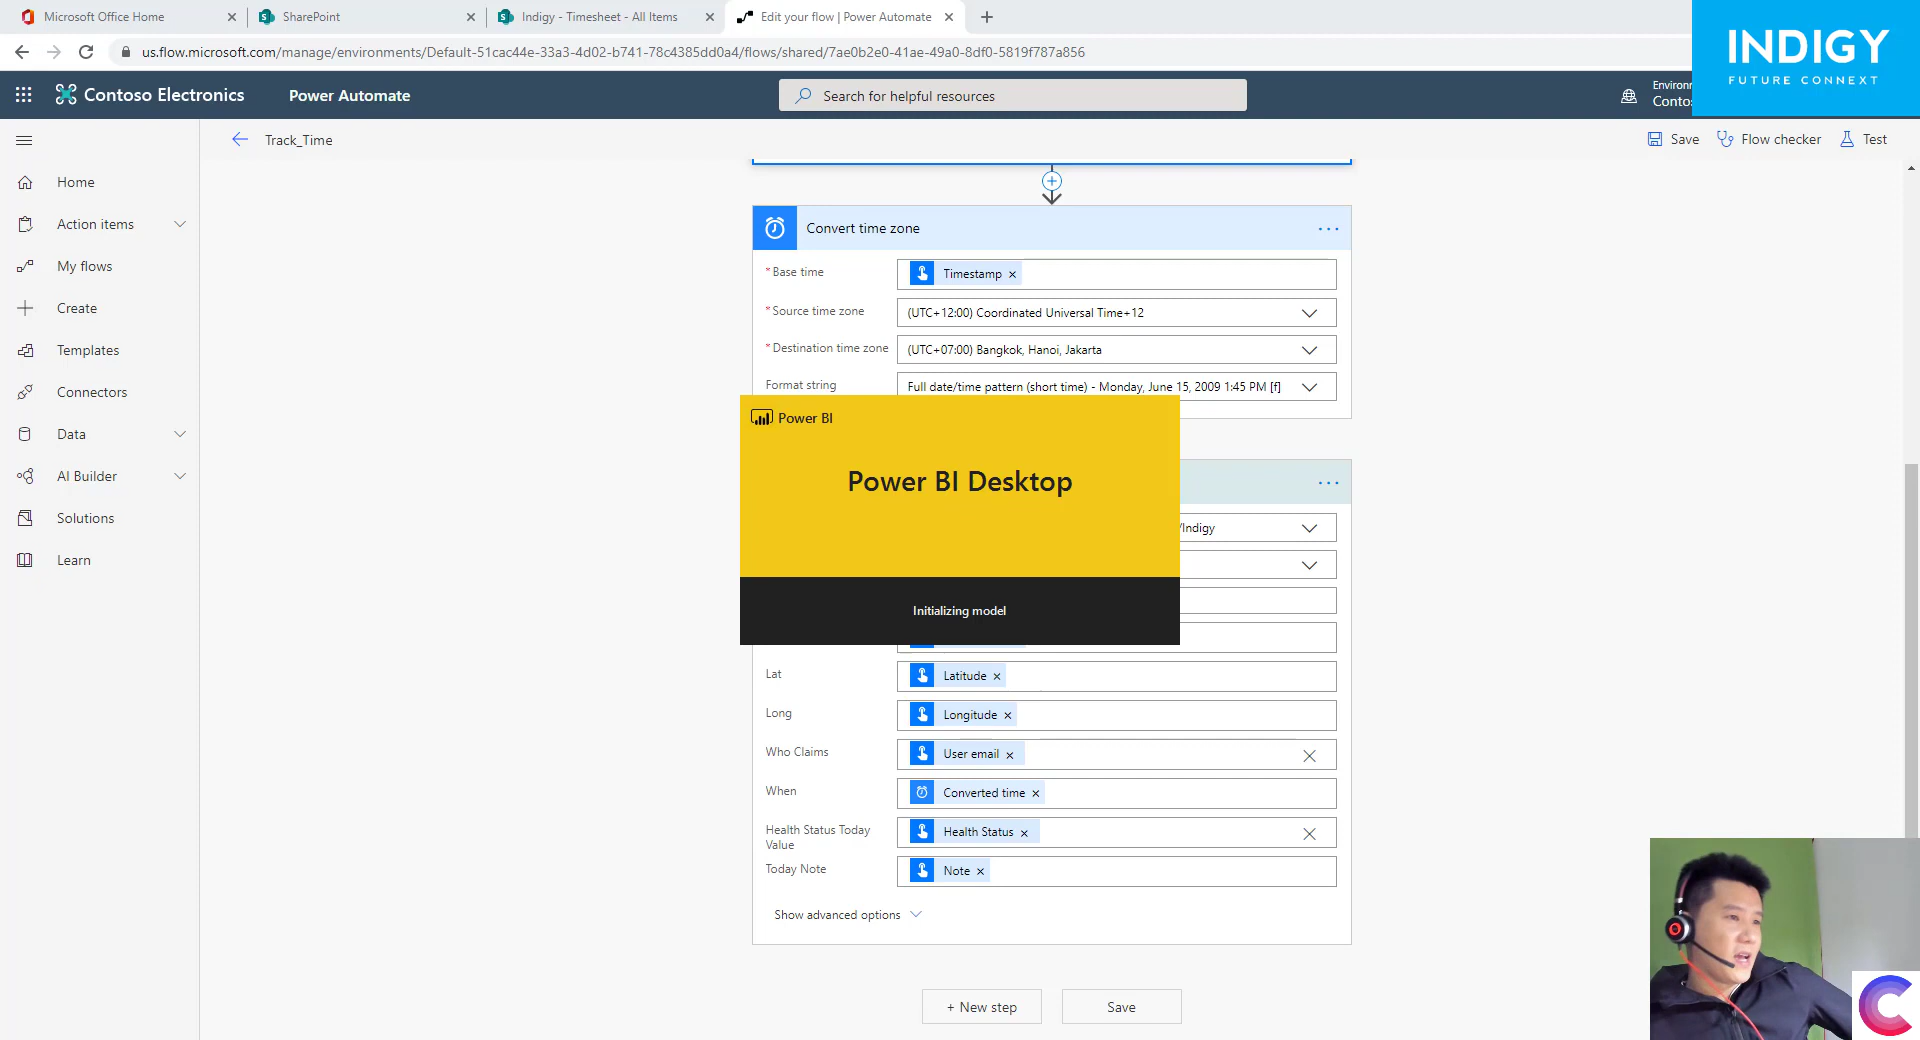 Microsoft Office Home
SharePoint
Indigy - Timesheet - All Items
Edit your flow | Power Automate
us.flow.microsoft.com/manage/environments/Default-51cac44e-33a3-4d02-b741-78c4385dd0a4/flows/shared/7ae0b2e0-41ae-49a0-8df0-5819f787a856
INDIGY
FUTURE CONNEXT
Contoso Electronics
Power Automate
Search for helpful resources
Environ
Conto
Track_Time
Save
Flow checker
Test
Home
Action items
My flows
Create
Templates
Connectors
Data
AI Builder
Solutions
Learn
Convert time zone
* Base time
Timestamp ×
* Source time zone
(UTC+12:00) Coordinated Universal Time+12
* Destination time zone
(UTC+07:00) Bangkok, Hanoi, Jakarta
Format string
Full date/time pattern (short time) - Monday, June 15, 2009 1:45 PM [f]
Power BI
Power BI Desktop
Initializing model
/Indigy
Lat
Latitude ×
Long
Longitude ×
Who Claims
User email ×
When
Converted time ×
Health Status Today
Value
Health Status ×
Today Note
Note ×
Show advanced options
+ New step
Save